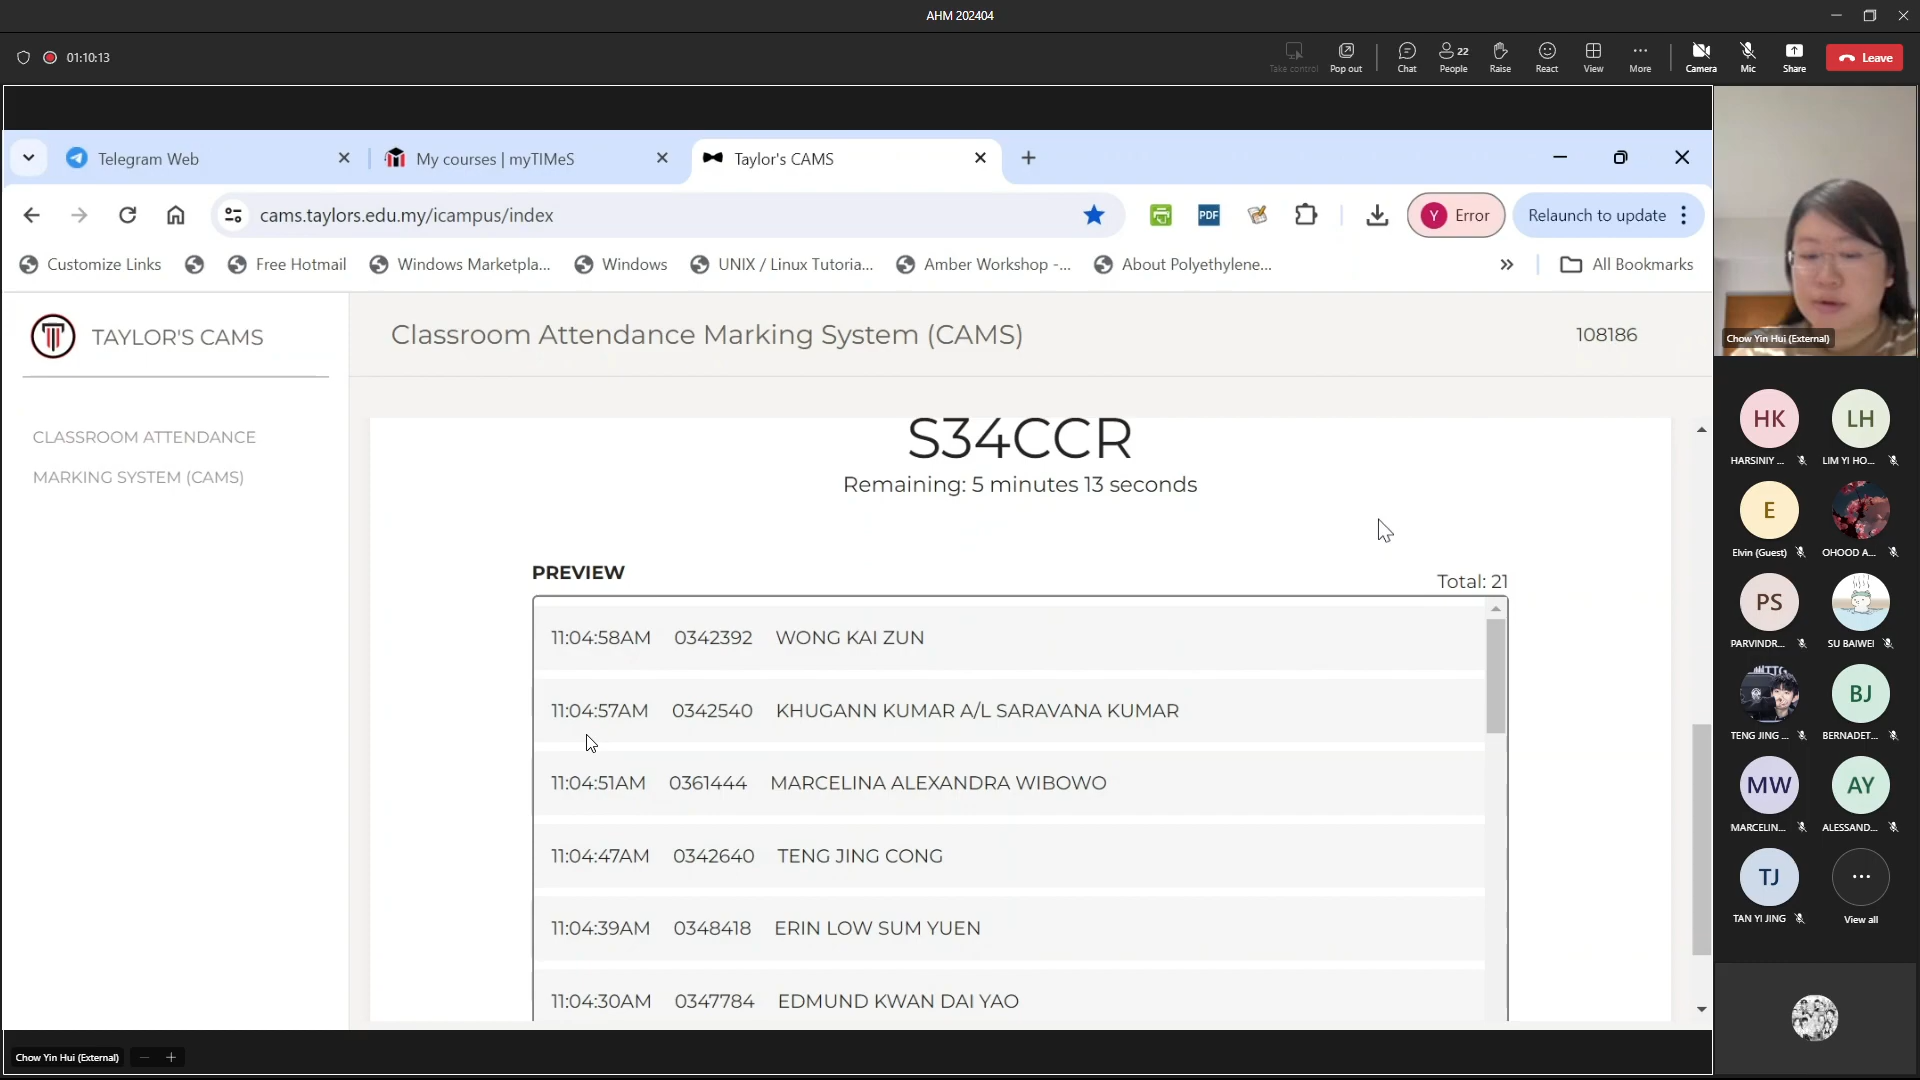 AHM 202404
01:10:13
Take control
Pop out
Chat
22
People
Raise
React
View
More
Camera
Mic
Share
Leave
Telegram Web
My courses | myTIMeS
Taylor's CAMS
cams.taylors.edu.my/icampus/index
PDF
Y Error
Relaunch to update
Customize Links
Free Hotmail
Windows Marketpla...
Windows
UNIX / Linux Tutoria...
Amber Workshop -...
About Polyethylene...
All Bookmarks
TAYLOR'S CAMS
Classroom Attendance Marking System (CAMS)
108186
CLASSROOM ATTENDANCE
MARKING SYSTEM (CAMS)
S34CCR
Remaining: 5 minutes 13 seconds
PREVIEW
Total: 21
11:04:58AM 0342392 WONG KAI ZUN
11:04:57AM 0342540 KHUGANN KUMAR A/L SARAVANA KUMAR
11:04:51AM 0361444 MARCELINA ALEXANDRA WIBOWO
11:04:47AM 0342640 TENG JING CONG
11:04:39AM 0348418 ERIN LOW SUM YUEN
11:04:30AM 0347784 EDMUND KWAN DAI YAO
Chow Yin Hui (External)
HK
HARSINIY ...
LH
LIM YI HO...
E
Elvin (Guest)
OHOOD A...
PS
PARVINDR...
SU BAIWEI
TENG JING ...
BJ
BERNADET...
MW
MARCELIN...
AY
ALESSAND...
TJ
TAN YI JING
View all
Chow Yin Hui (External)